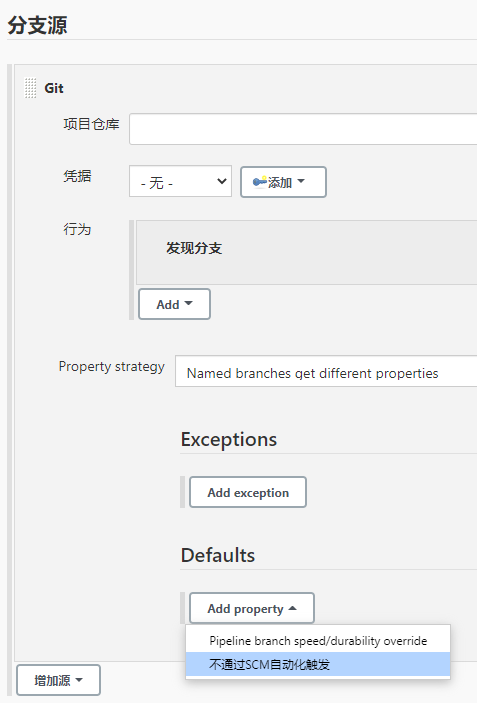 分支源
Git
项目仓库
凭据
- 无 -
添加
行为
发现分支
Add
Property strategy
Named branches get different properties
Exceptions
Add exception
Defaults
Add property
Pipeline branch speed/durability override
不通过SCM自动化触发
增加源